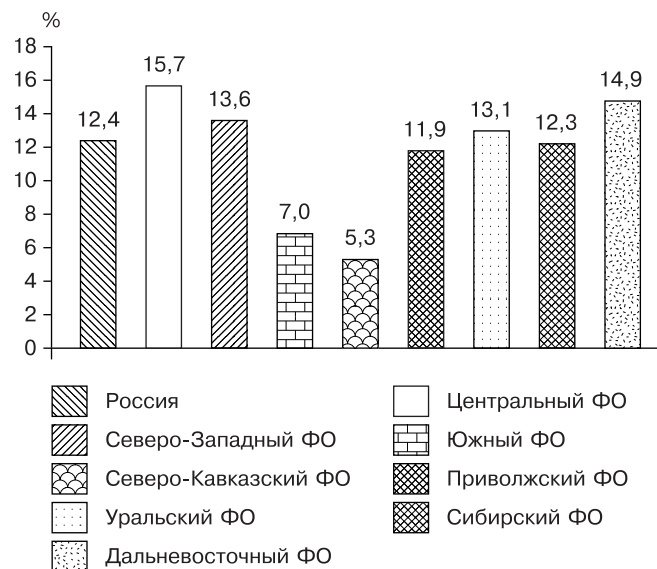 %
18
16
14
12
10
8
6
4
2
0
12,4
15,7
13,6
7,0
5,3
11,9
13,1
12,3
14,9
Россия
Центральный ФО
Северо-Западный ФО
Южный ФО
Северо-Кавказский ФО
Приволжский ФО
Уральский ФО
Сибирский ФО
Дальневосточный ФО